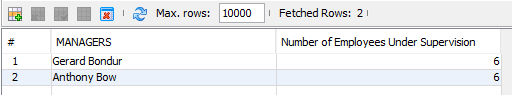 Max. rows: 10000 Fetched Rows: 2
# MANAGERS Number of Employees Under Supervision
1 Gerard Bondur 6
2 Anthony Bow 6